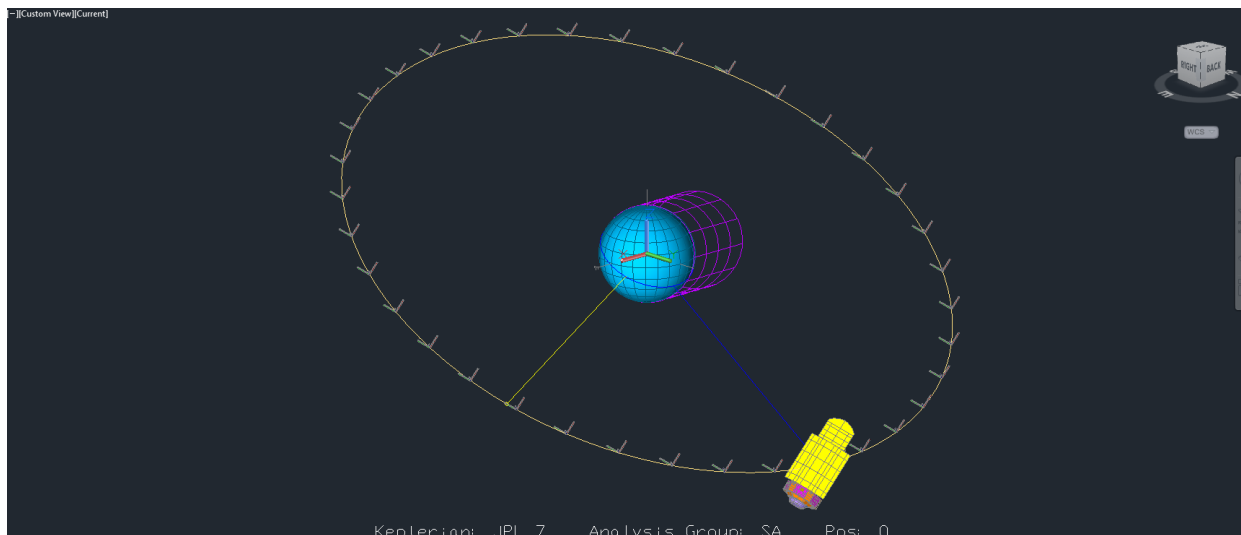 [−][Custom View][Current]
RIGHT
BACK
WCS
Keplerian: JPL 7 Analysis Group: SA Pos: 0